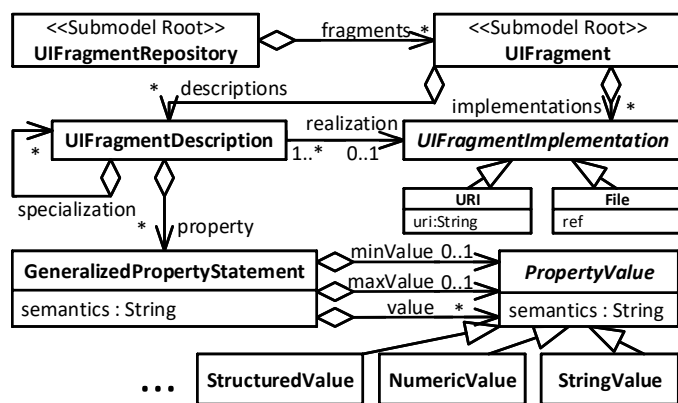 <<Submodel Root>>
UIFragmentRepository
fragments *
<<Submodel Root>>
UIFragment
* descriptions
implementations *
UIFragmentDescription
realization
1..* 0..1
UIFragmentImplementation
*
specialization
* property
URI
uri:String
File
ref
GeneralizedPropertyStatement
semantics : String
minValue 0..1
maxValue 0..1
value *
PropertyValue
semantics : String
...
StructuredValue
NumericValue
StringValue